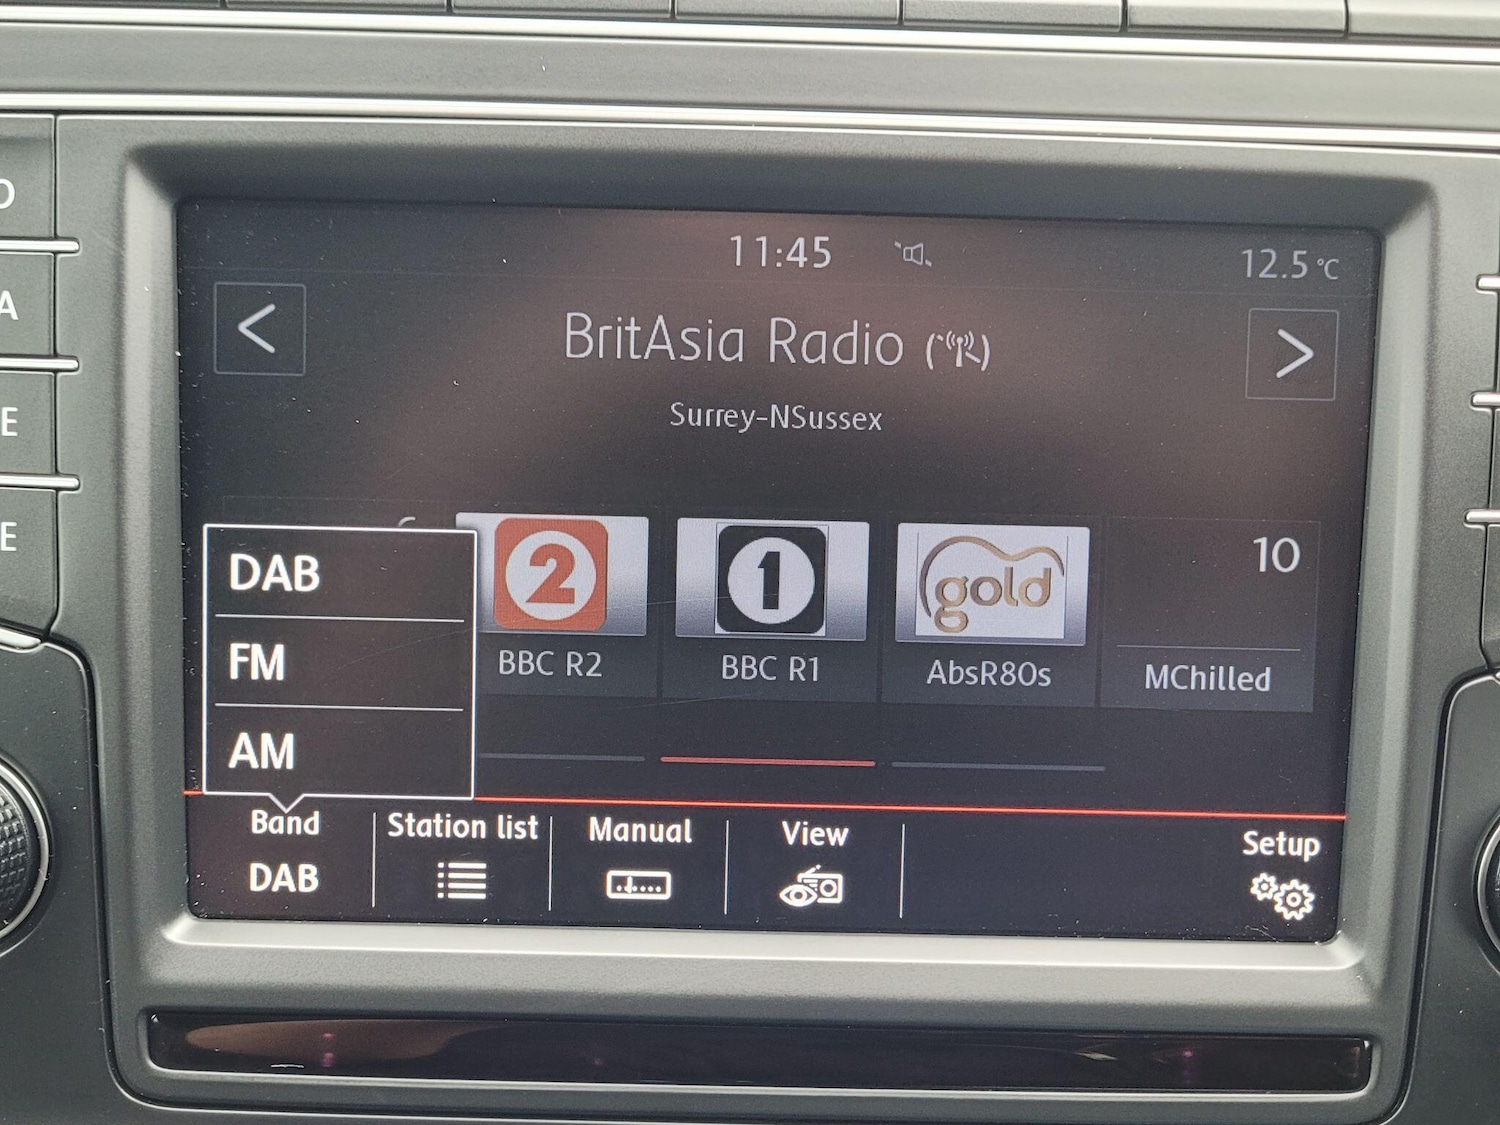 11:45
12.5 °C
BritAsia Radio
Surrey-NSussex
DAB
FM
AM
2
BBC R2
1
BBC R1
gold
AbsR80s
10
MChilled
Band
DAB
Station list
Manual
View
Setup
A
E
E